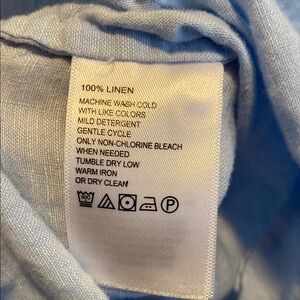 100% LINEN
MACHINE WASH COLD
WITH LIKE COLORS
MILD DETERGENT
GENTLE CYCLE
ONLY NON-CHLORINE BLEACH
WHEN NEEDED
TUMBLE DRY LOW
WARM IRON
OR DRY CLEAN
P